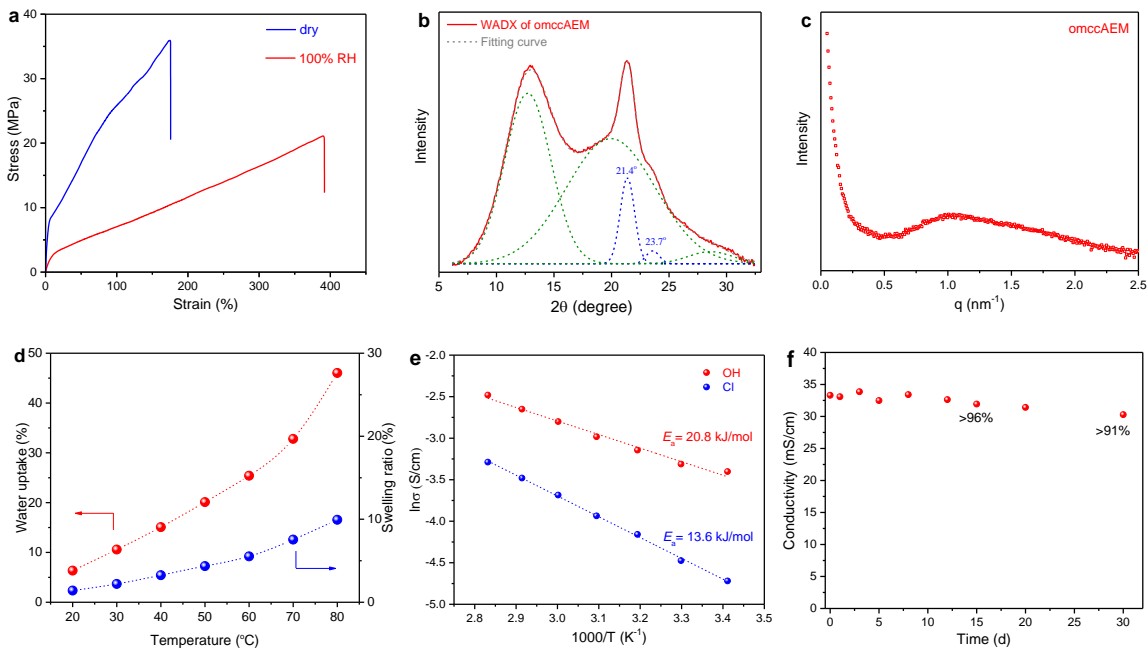 a
dry
100% RH
Stress (MPa)
40
30
20
10
0
0 100 200 300 400
Strain (%)
b
WADX of omccAEM
Fitting curve
Intensity
21.4°
23.7°
5 10 15 20 25 30
2θ (degree)
c
omccAEM
Intensity
0.0 0.5 1.0 1.5 2.0 2.5
q (nm⁻¹)
d
Water uptake (%)
50
40
30
20
10
0
20 30 40 50 60 70 80
Temperature (°C)
30
20
10
0
Swelling ratio (%)
e
OH
Cl
lnσ (S/cm)
-2.0
-2.5
-3.0
-3.5
-4.0
-4.5
-5.0
Eₐ= 20.8 kJ/mol
Eₐ= 13.6 kJ/mol
2.7 2.8 2.9 3.0 3.1 3.2 3.3 3.4 3.5
1000/T (K⁻¹)
f
Conductivity (mS/cm)
40
35
30
25
20
15
10
5
0
>96%
>91%
0 5 10 15 20 25 30
Time (d)